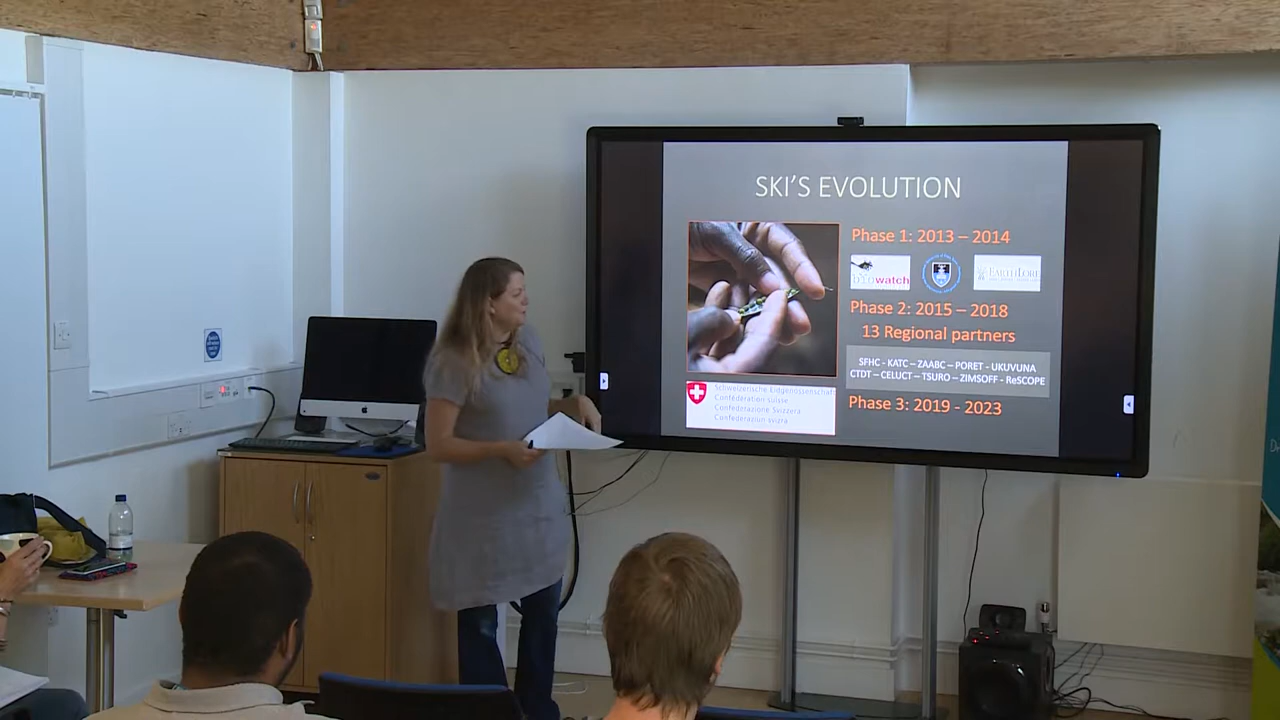 SKI'S EVOLUTION
Phase 1: 2013 – 2014
biowatch
EARTHLORE
Phase 2: 2015 – 2018
13 Regional partners
SFHC - KATC – ZAABC – PORET - UKUVUNA
CTDT – CELUCT – TSURO – ZIMSOFF - ReSCOPE
Schweizerische Eidgenossenschaft
Confédération suisse
Confederazione Svizzera
Confederaziun svizra
Phase 3: 2019 - 2023